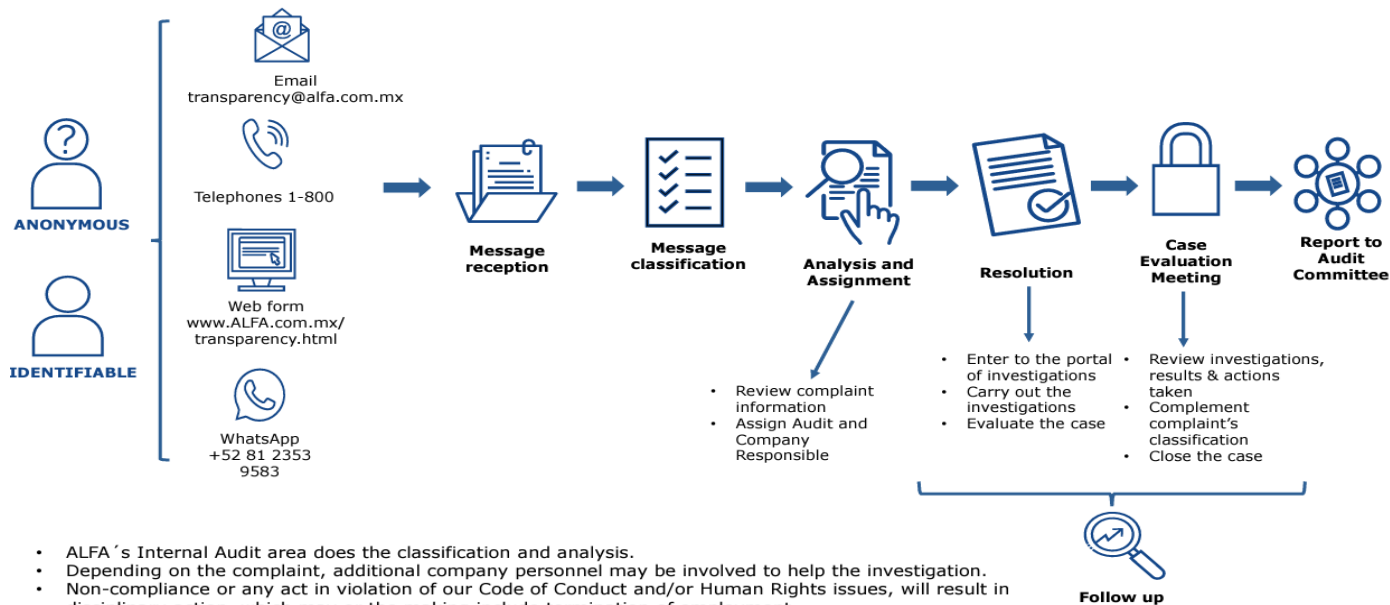 @
Email
transparency@alfa.com.mx
?
ANONYMOUS
Telephones 1-800
IDENTIFIABLE
Web form
www.ALFA.com.mx/
transparency.html
WhatsApp
+52 81 2353
9583
Message
reception
Message
classification
Analysis and
Assignment
Resolution
Case
Evaluation
Meeting
Report to
Audit
Committee
• Review complaint
information
• Assign Audit and
Company
Responsible
• Enter to the portal
of investigations
• Carry out the
investigations
• Evaluate the case
• Review investigations,
results & actions
taken
• Complement
complaint's
classification
• Close the case
Follow up
• ALFA´s Internal Audit area does the classification and analysis.
• Depending on the complaint, additional company personnel may be involved to help the investigation.
• Non-compliance or any act in violation of our Code of Conduct and/or Human Rights issues, will result in